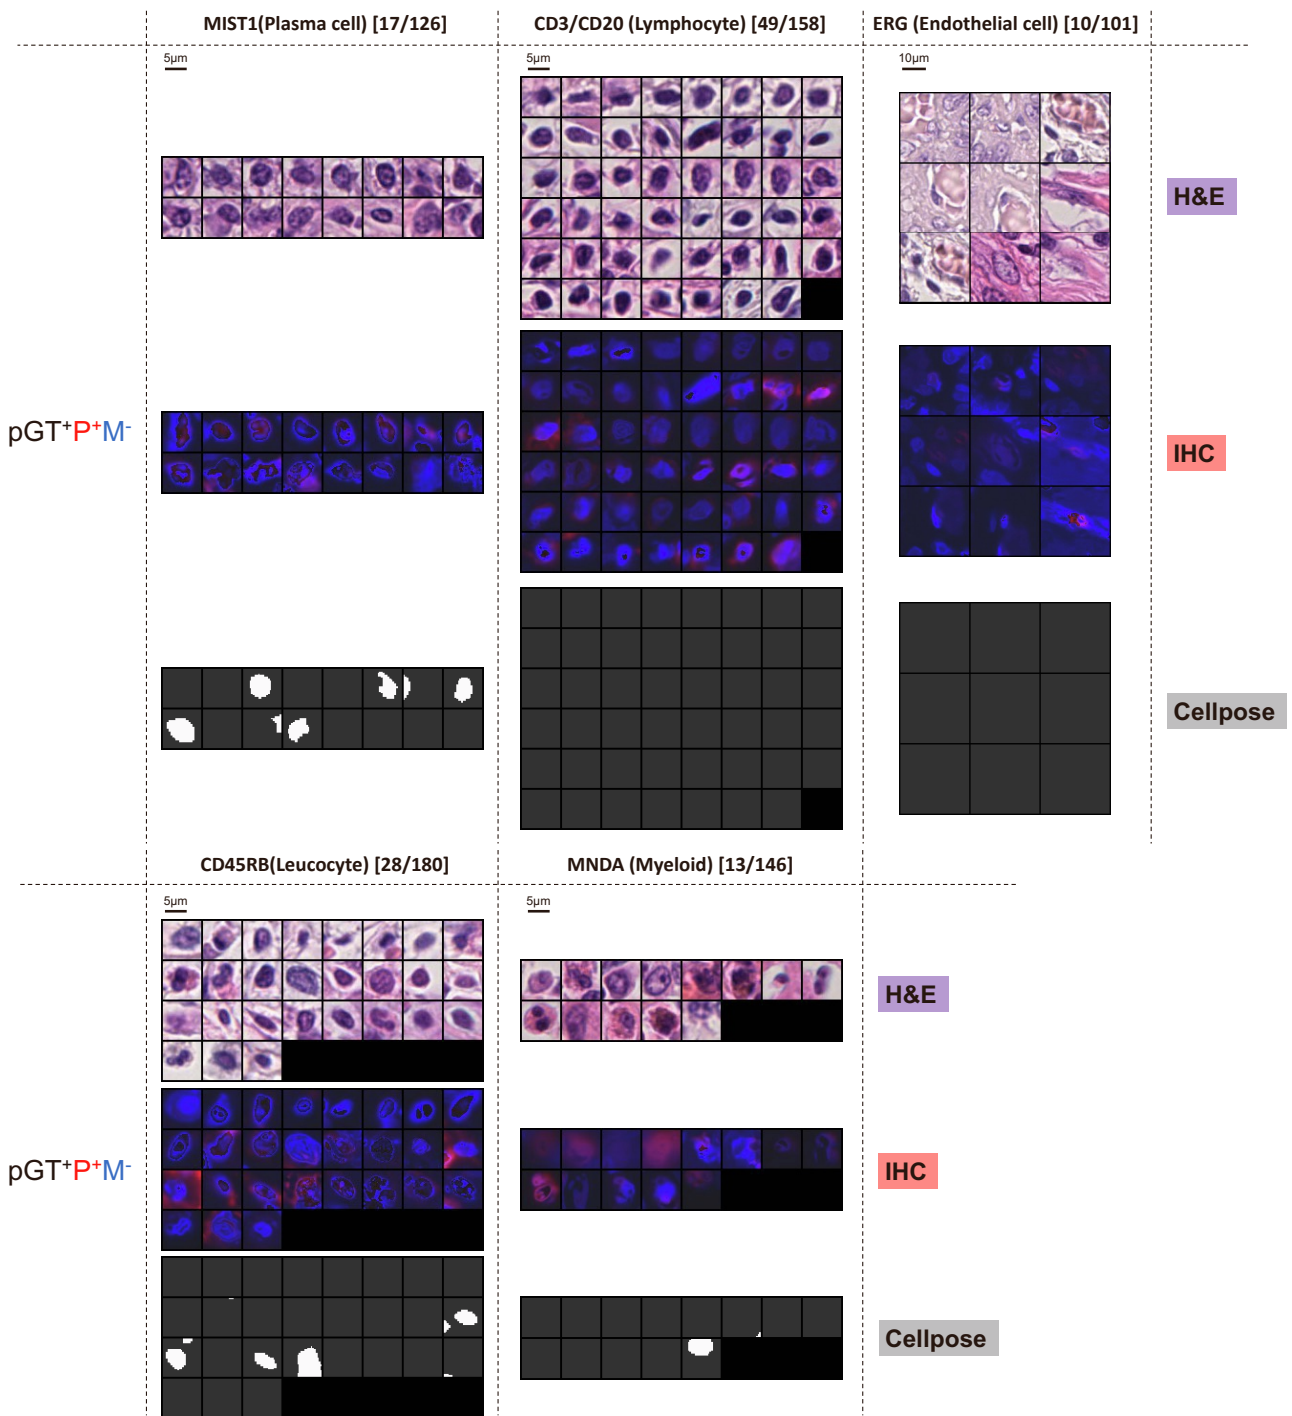 MIST1(Plasma cell) [17/126]
CD3/CD20 (Lymphocyte) [49/158]
ERG (Endothelial cell) [10/101]
5μm
5μm
10μm
H&E
pGT⁺P⁺M⁻
IHC
Cellpose
CD45RB(Leucocyte) [28/180]
MNDA (Myeloid) [13/146]
5μm
5μm
H&E
pGT⁺P⁺M⁻
IHC
Cellpose